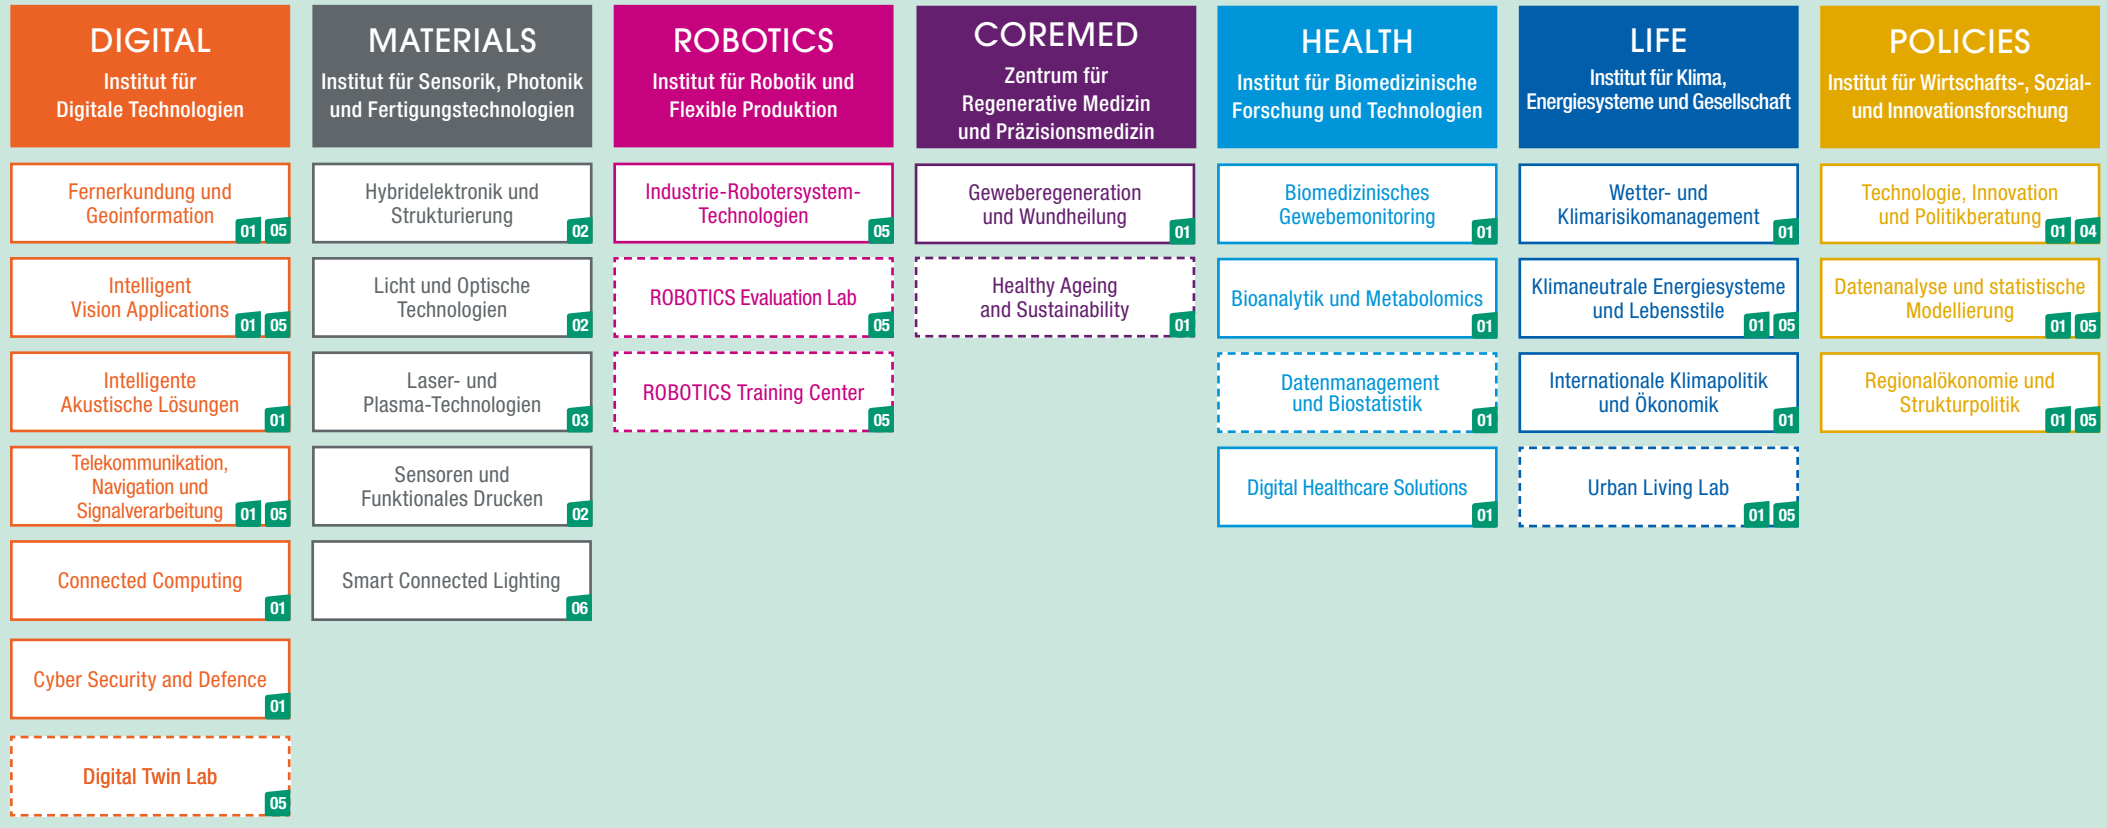 DIGITAL
Institut für
Digitale Technologien
Fernerkundung und
Geoinformation
01 05
Intelligent
Vision Applications
01 05
Intelligente
Akustische Lösungen
01
Telekommunikation,
Navigation und
Signalverarbeitung
01 05
Connected Computing
01
Cyber Security and Defence
01
Digital Twin Lab
05
MATERIALS
Institut für Sensorik, Photonik
und Fertigungstechnologien
Hybridelektronik und
Strukturierung
02
Licht und Optische
Technologien
02
Laser- und
Plasma-Technologien
03
Sensoren und
Funktionales Drucken
02
Smart Connected Lighting
06
ROBOTICS
Institut für Robotik und
Flexible Produktion
Industrie-Robotersystem-
Technologien
05
ROBOTICS Evaluation Lab
05
ROBOTICS Training Center
05
COREMED
Zentrum für
Regenerative Medizin
und Präzisionsmedizin
Geweberegeneration
und Wundheilung
01
Healthy Ageing
and Sustainability
01
HEALTH
Institut für Biomedizinische
Forschung und Technologien
Biomedizinisches
Gewebemonitoring
01
Bioanalytik und Metabolomics
01
Datenmanagement
und Biostatistik
01
Digital Healthcare Solutions
01
LIFE
Institut für Klima,
Energiesysteme und Gesellschaft
Wetter- und
Klimarisikomanagement
01
Klimaneutrale Energiesysteme
und Lebensstile
01 05
Internationale Klimapolitik
und Ökonomik
01
Urban Living Lab
01 05
POLICIES
Institut für Wirtschafts-, Sozial-
und Innovationsforschung
Technologie, Innovation
und Politikberatung
01 04
Datenanalyse und statistische
Modellierung
01 05
Regionalökonomie und
Strukturpolitik
01 05